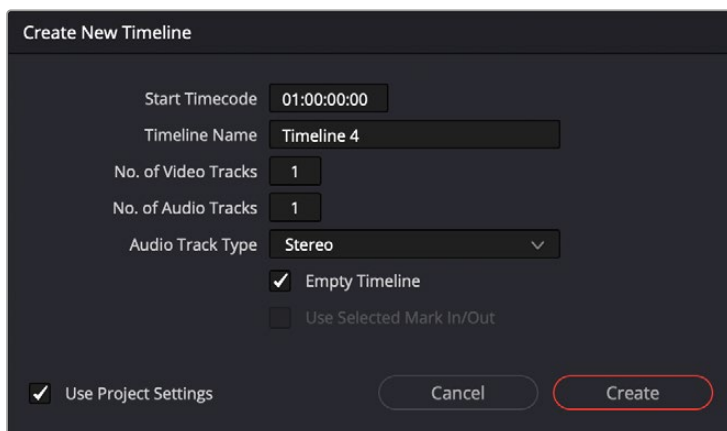 Create New Timeline
Start Timecode 01:00:00:00
Timeline Name Timeline 4
No. of Video Tracks 1
No. of Audio Tracks 1
Audio Track Type Stereo
Empty Timeline
Use Selected Mark In/Out
Use Project Settings Cancel Create